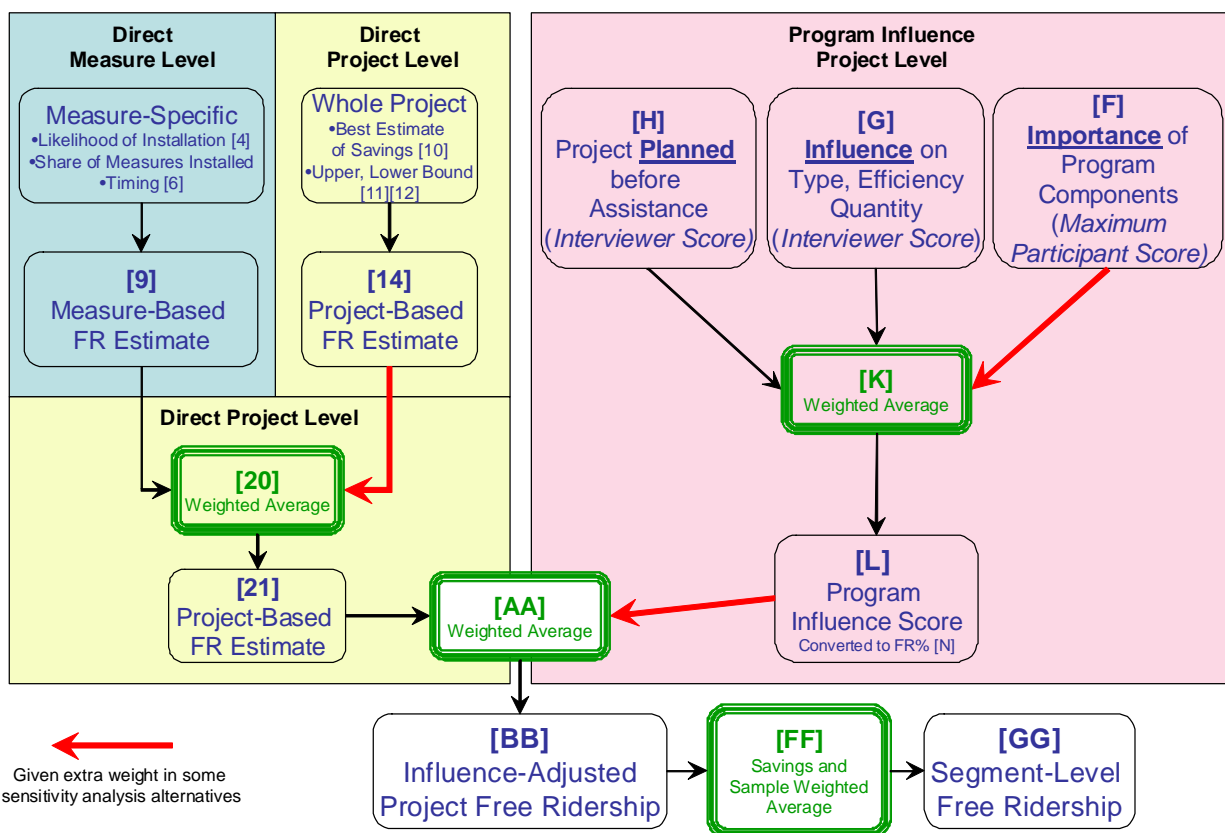 Direct
Measure Level
Direct
Project Level
Program Influence
Project Level
Measure-Specific
•Likelihood of Installation [4]
•Share of Measures Installed
•Timing [6]
Whole Project
•Best Estimate
of Savings [10]
•Upper, Lower Bound
[11][12]
[H]
Project Planned
before
Assistance
(Interviewer Score)
[G]
Influence on
Type, Efficiency
Quantity
(Interviewer Score)
[F]
Importance of
Program
Components
(Maximum
Participant Score)
[9]
Measure-Based
FR Estimate
[14]
Project-Based
FR Estimate
[K]
Weighted Average
Direct Project Level
[20]
Weighted Average
[21]
Project-Based
FR Estimate
[AA]
Weighted Average
[L]
Program
Influence Score
Converted to FR% [N]
Given extra weight in some
sensitivity analysis alternatives
[BB]
Influence-Adjusted
Project Free Ridership
[FF]
Savings and
Sample Weighted
Average
[GG]
Segment-Level
Free Ridership